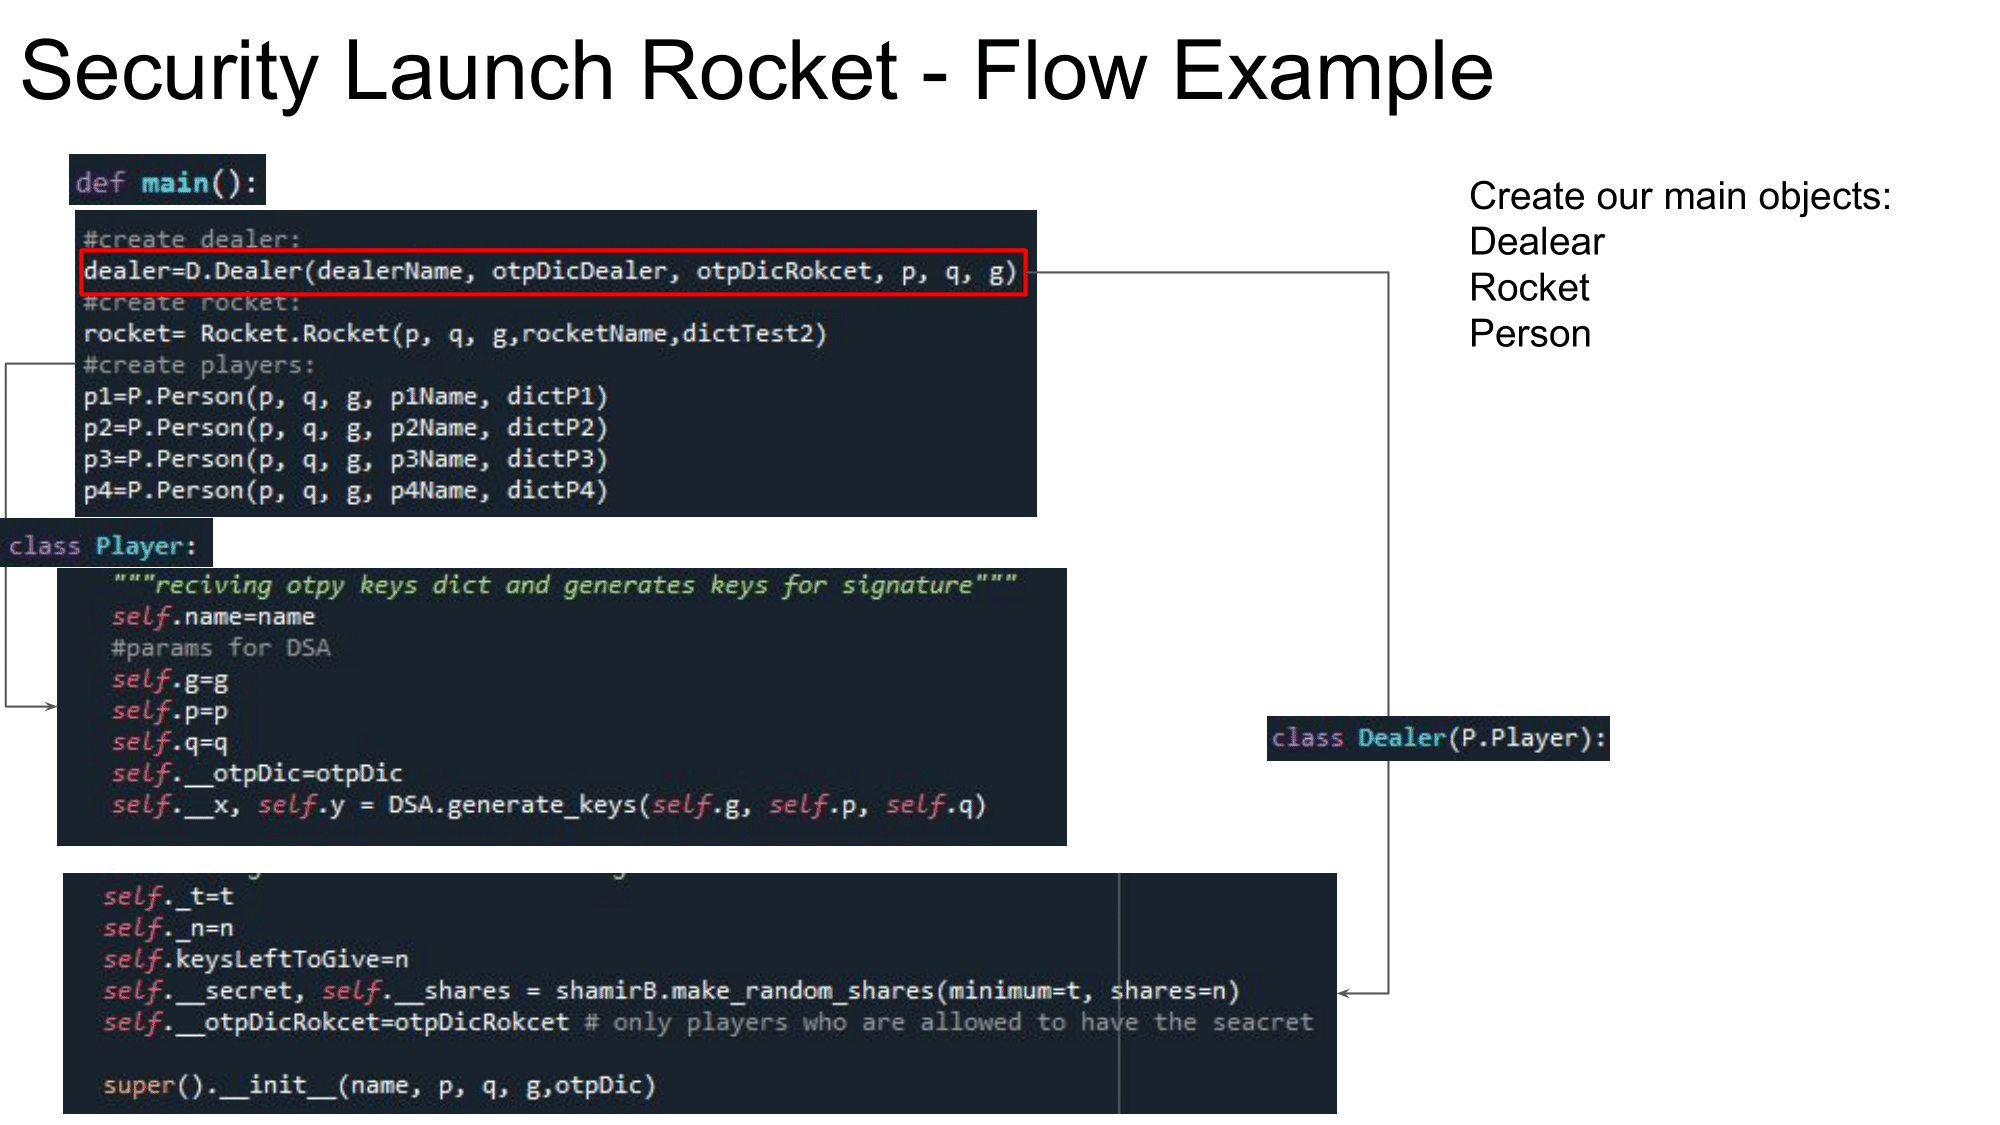 Security Launch Rocket - Flow Example
def main():
#create dealer:
dealer=D.Dealer(dealerName, otpDicDealer, otpDicRokcet, p, q, g)
#create rocket:
rocket= Rocket.Rocket(p, q, g,rocketName,dictTest2)
#create players:
p1=P.Person(p, q, g, p1Name, dictP1)
p2=P.Person(p, q, g, p2Name, dictP2)
p3=P.Person(p, q, g, p3Name, dictP3)
p4=P.Person(p, q, g, p4Name, dictP4)
Create our main objects:
Dealear
Rocket
Person
class Player:
"""reciving otpy keys dict and generates keys for signature"""
self.name=name
#params for DSA
self.g=g
self.p=p
self.q=q
self.__otpDic=otpDic
self.__x, self.y = DSA.generate_keys(self.g, self.p, self.q)
class Dealer(P.Player):
self._t=t
self._n=n
self.keysLeftToGive=n
self.__secret, self.__shares = shamirB.make_random_shares(minimum=t, shares=n)
self.__otpDicRokcet=otpDicRokcet # only players who are allowed to have the seacret
super().__init__(name, p, q, g,otpDic)